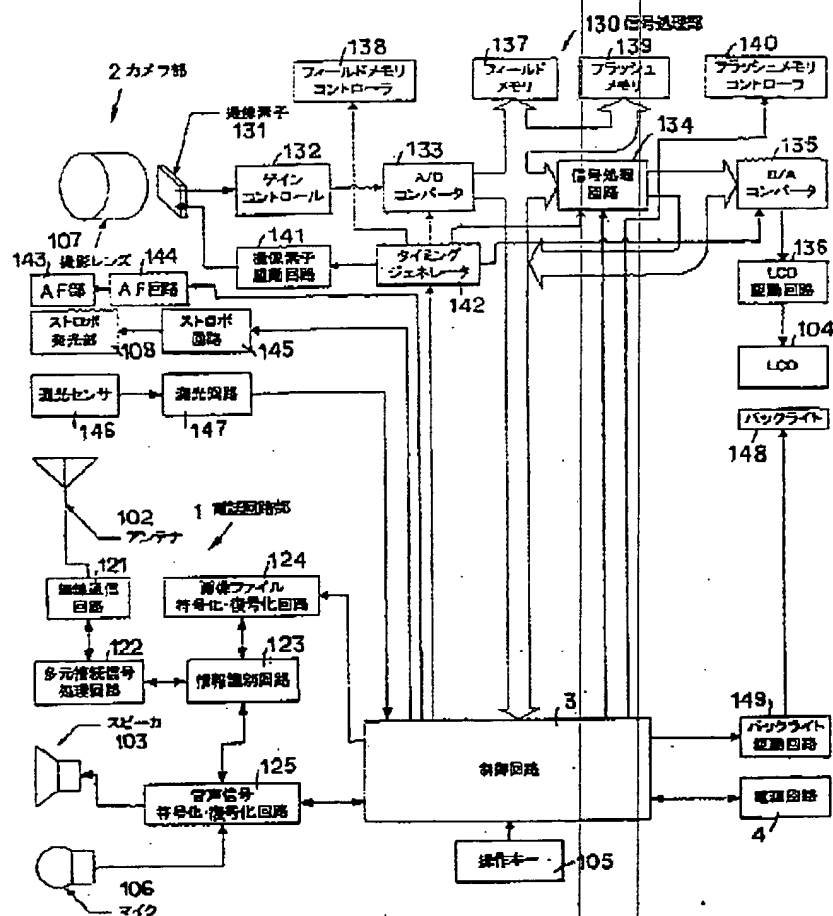 130 信号処理部
138
フィールドメモリ
コントローラ
137
フィールド
メモリ
139
フラッシュ
メモリ
140
フラッシュメモリ
コントローラ
2 カメラ部
撮像素子
131
132
ゲイン
コントロール
133
A/D
コンバータ
134
信号処理
回路
135
D/A
コンバータ
107
撮影レンズ
141
撮像素子
駆動回路
タイミング
ジェネレータ
142
136
LCD
駆動回路
143
AF部
144
AF回路
ストロボ
発光部
108
ストロボ
回路
145
104
LCD
測光センサ
146
測光回路
147
バックライト
148
102
アンテナ
1 電話回路部
121
無線通信
回路
124
画像ファイル
符号化・復号化回路
122
多元接続信号
処理回路
123
情報識別回路
スピーカ
103
125
音声信号
符号化・復号化回路
3
制御回路
149
バックライト
駆動回路
電源回路
4
操作キー
105
106
マイク